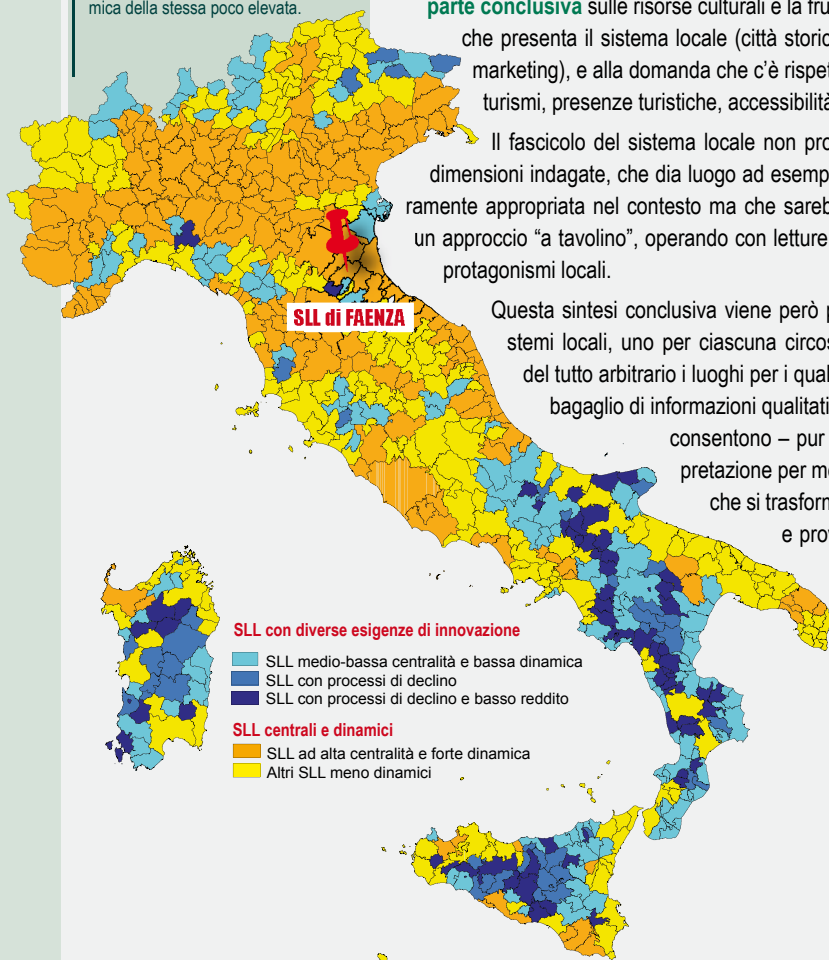 mica della stessa poco elevata.
parte conclusiva sulle risorse culturali e la fru
che presenta il sistema locale (città storic
marketing), e alla domanda che c'è rispet
turismi, presenze turistiche, accessibilità
Il fascicolo del sistema locale non pro
dimensioni indagate, che dia luogo ad esemp
ramente appropriata nel contesto ma che sareb
un approccio “a tavolino”, operando con letture
protagonismi locali.
Questa sintesi conclusiva viene però p
stemi locali, uno per ciascuna circos
del tutto arbitrario i luoghi per i qual
bagaglio di informazioni qualitati
consentono – pur
pretazione per me
che si trasform
e prov
SLL di FAENZA
SLL con diverse esigenze di innovazione
SLL medio-bassa centralità e bassa dinamica
SLL con processi di declino
SLL con processi di declino e basso reddito
SLL centrali e dinamici
SLL ad alta centralità e forte dinamica
Altri SLL meno dinamici